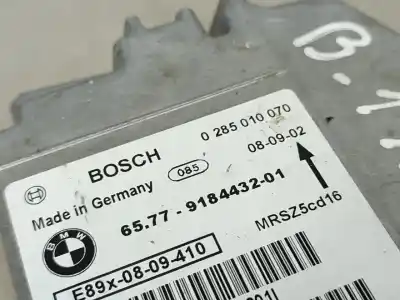 B-1
0 285 010 070
BOSCH
08-09-02
Made in Germany
085
65.77 - 9184432-01
BMW
MRSZ5cd16
E89x-08-09-410